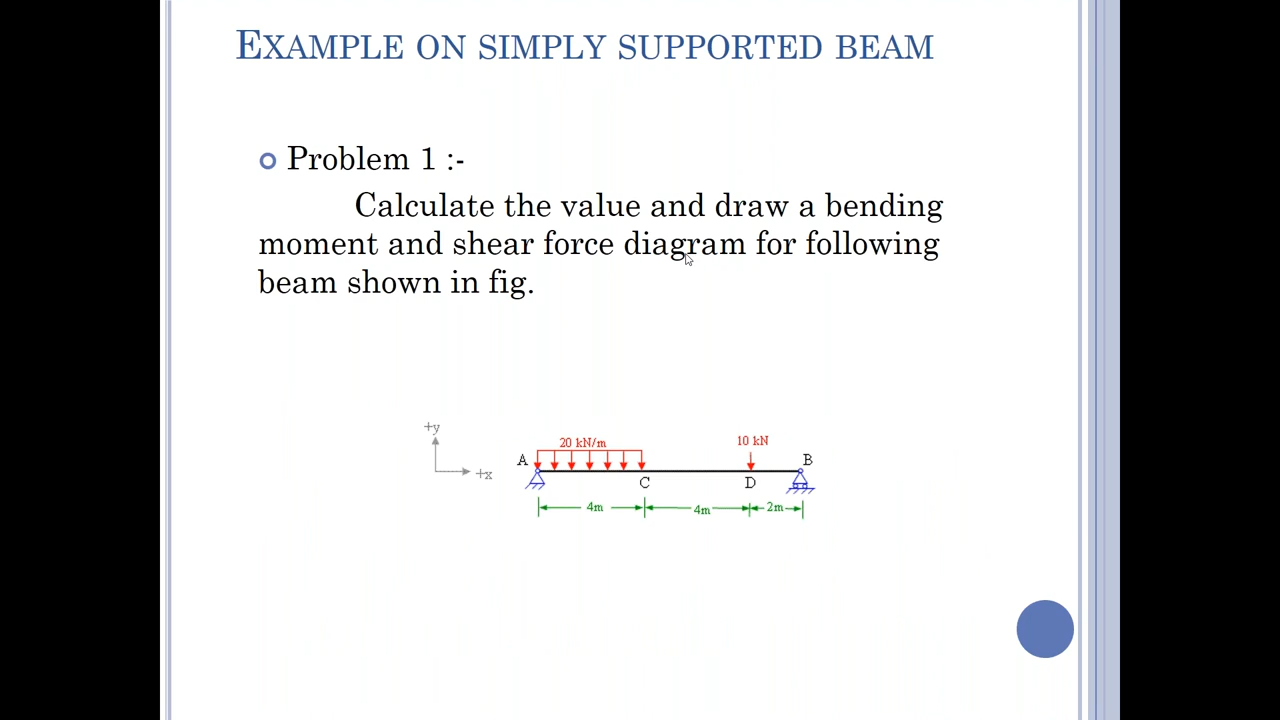 EXAMPLE ON SIMPLY SUPPORTED BEAM
Problem 1 :-
Calculate the value and draw a bending
moment and shear force diagram for following
beam shown in fig.
+y
+x
20 kN/m
10 kN
A
B
C
D
4m
4m
2m